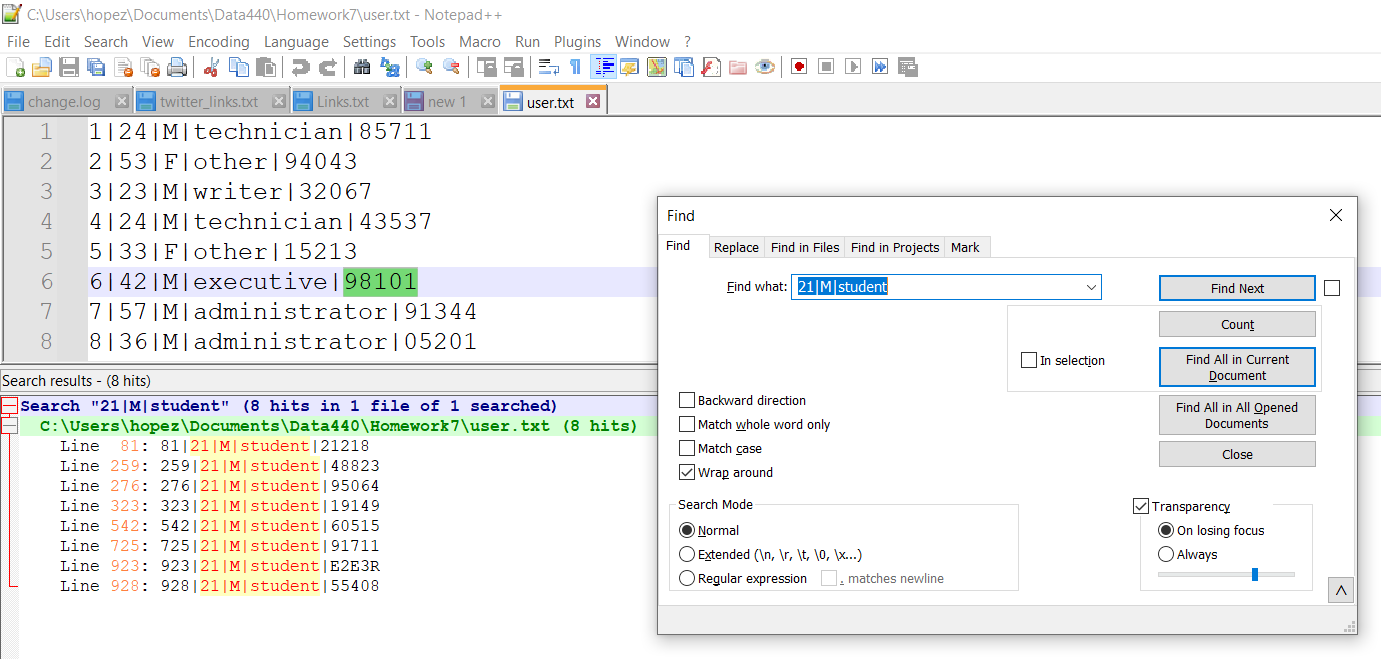 C:\Users\hopez\Documents\Data440\Homework7\user.txt - Notepad++
File Edit Search View Encoding Language Settings Tools Macro Run Plugins Window ?
change.log twitter_links.txt Links.txt new 1 user.txt
1 1|24|M|technician|85711
2 2|53|F|other|94043
3 3|23|M|writer|32067
4 4|24|M|technician|43537
5 5|33|F|other|15213
6 6|42|M|executive|98101
7 7|57|M|administrator|91344
8 8|36|M|administrator|05201
Search results - (8 hits)
Search "21|M|student" (8 hits in 1 file of 1 searched)
C:\Users\hopez\Documents\Data440\Homework7\user.txt (8 hits)
Line 81: 81|21|M|student|21218
Line 259: 259|21|M|student|48823
Line 276: 276|21|M|student|95064
Line 323: 323|21|M|student|19149
Line 542: 542|21|M|student|60515
Line 725: 725|21|M|student|91711
Line 923: 923|21|M|student|E2E3R
Line 928: 928|21|M|student|55408
Find
Find Replace Find in Files Find in Projects Mark
Find what: 21|M|student
Find Next
Count
In selection
Find All in Current
Document
Find All in All Opened
Documents
Close
Backward direction
Match whole word only
Match case
Wrap around
Search Mode
Normal
Extended (\n, \r, \t, \0, \x...)
Regular expression . matches newline
Transparency
On losing focus
Always